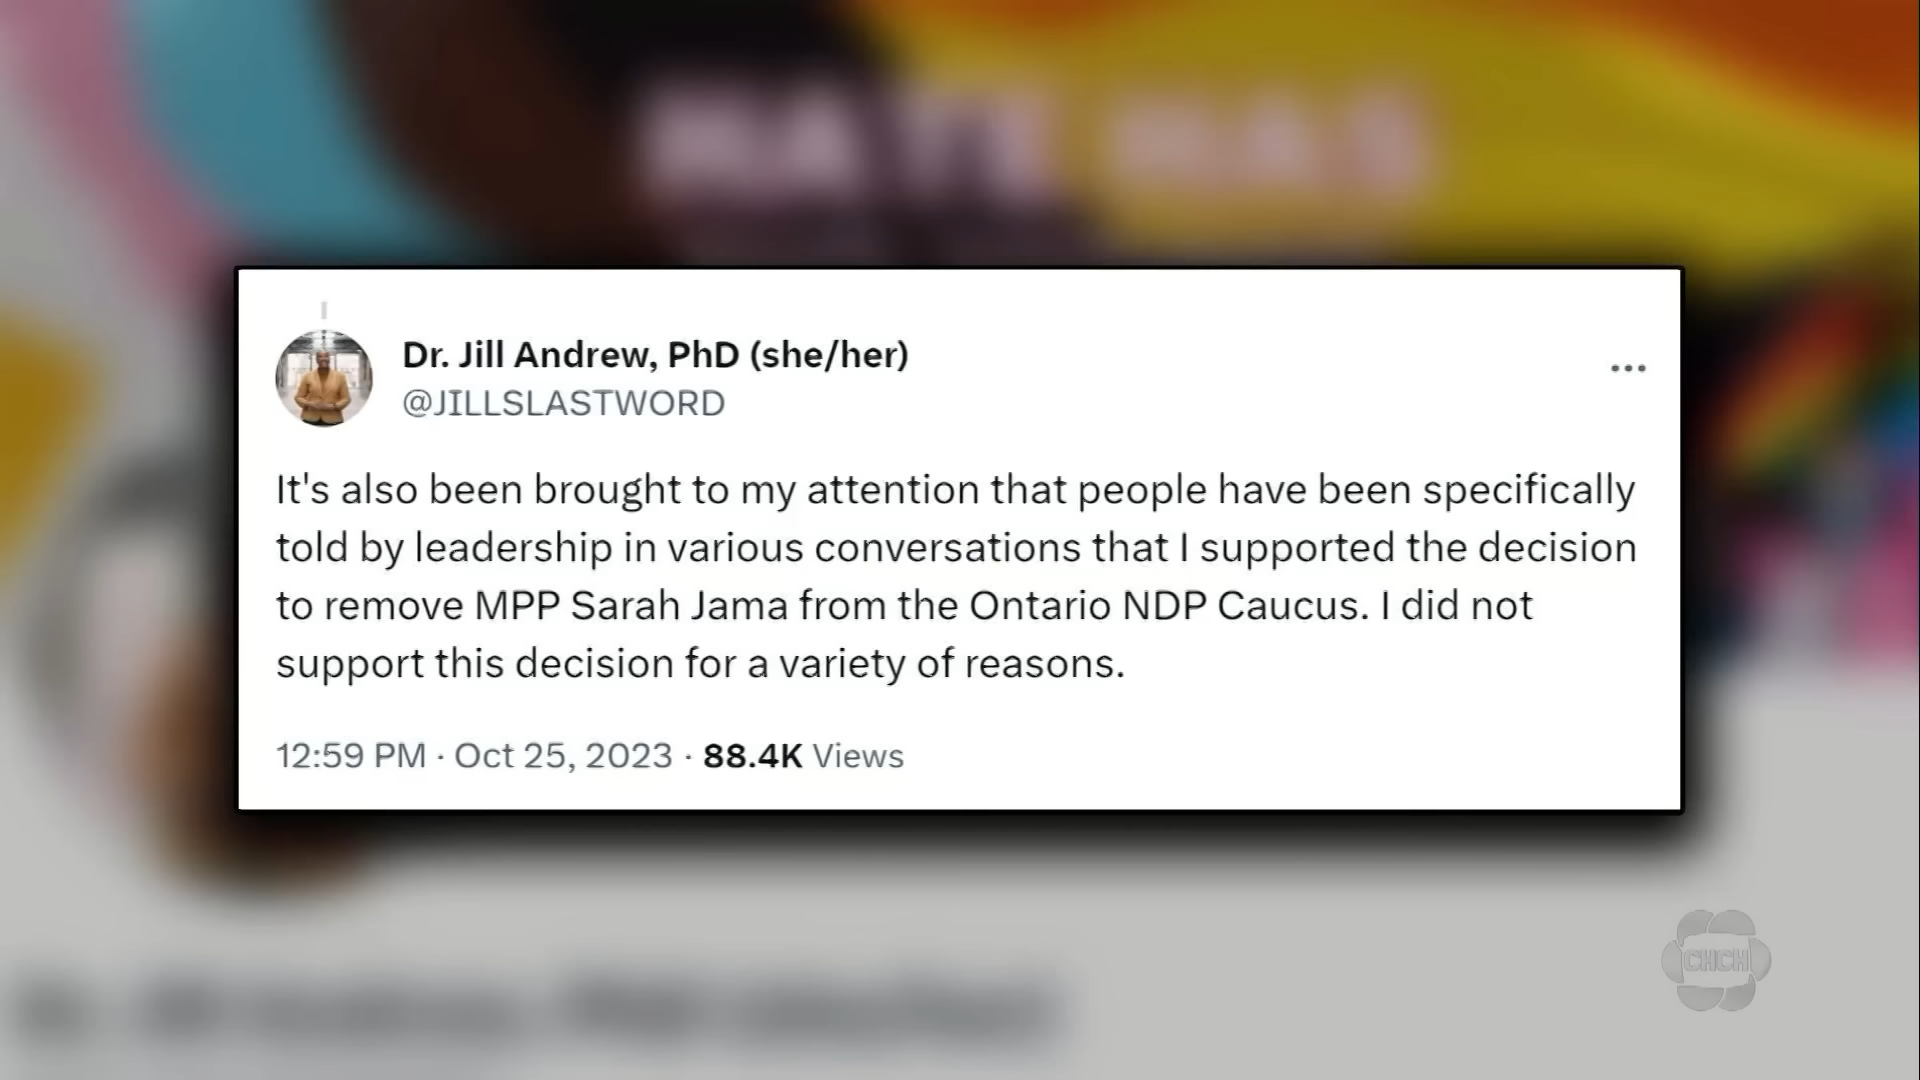 HATE HAS
Dr. Jill Andrew, PhD (she/her)
@JILLSLASTWORD
It's also been brought to my attention that people have been specifically
told by leadership in various conversations that I supported the decision
to remove MPP Sarah Jama from the Ontario NDP Caucus. I did not
support this decision for a variety of reasons.
12:59 PM · Oct 25, 2023 · 88.4K Views
CHCH